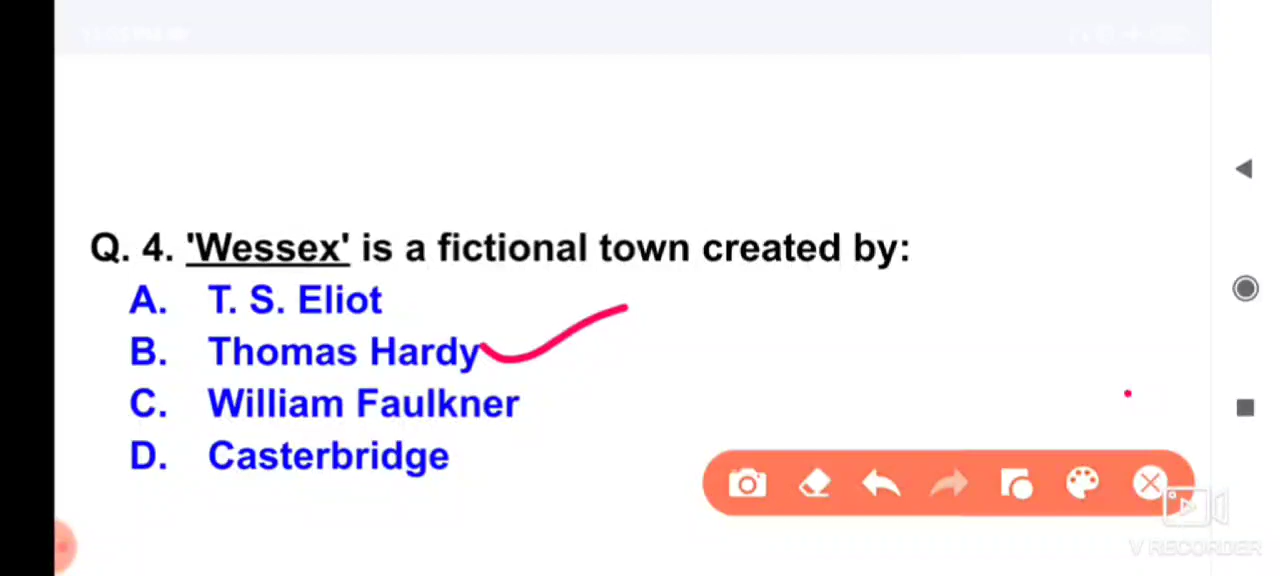 Q. 4. 'Wessex' is a fictional town created by:
A. T. S. Eliot
B. Thomas Hardy
C. William Faulkner
D. Casterbridge
V RECORDER